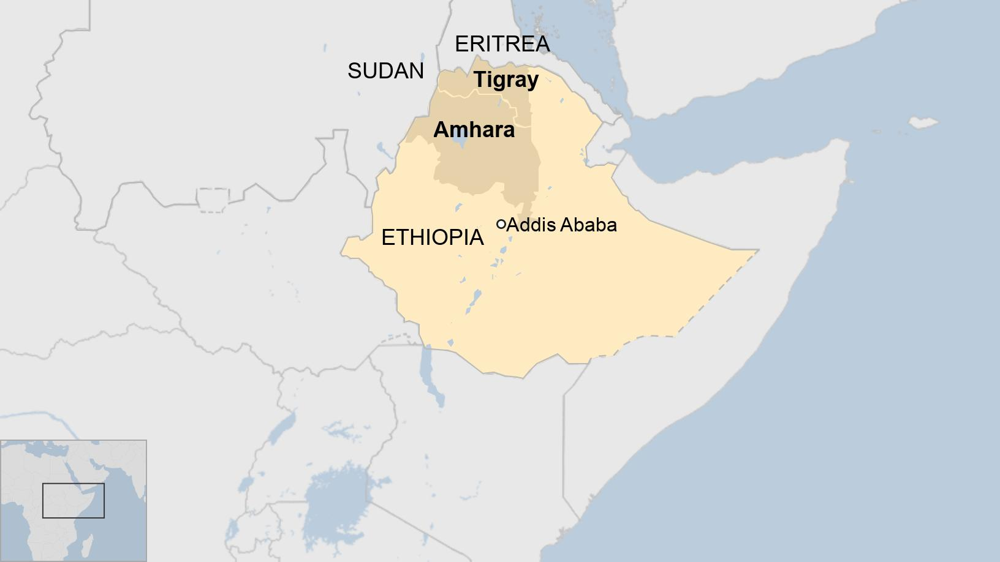 ERITREA
SUDAN
Tigray
Amhara
Addis Ababa
ETHIOPIA